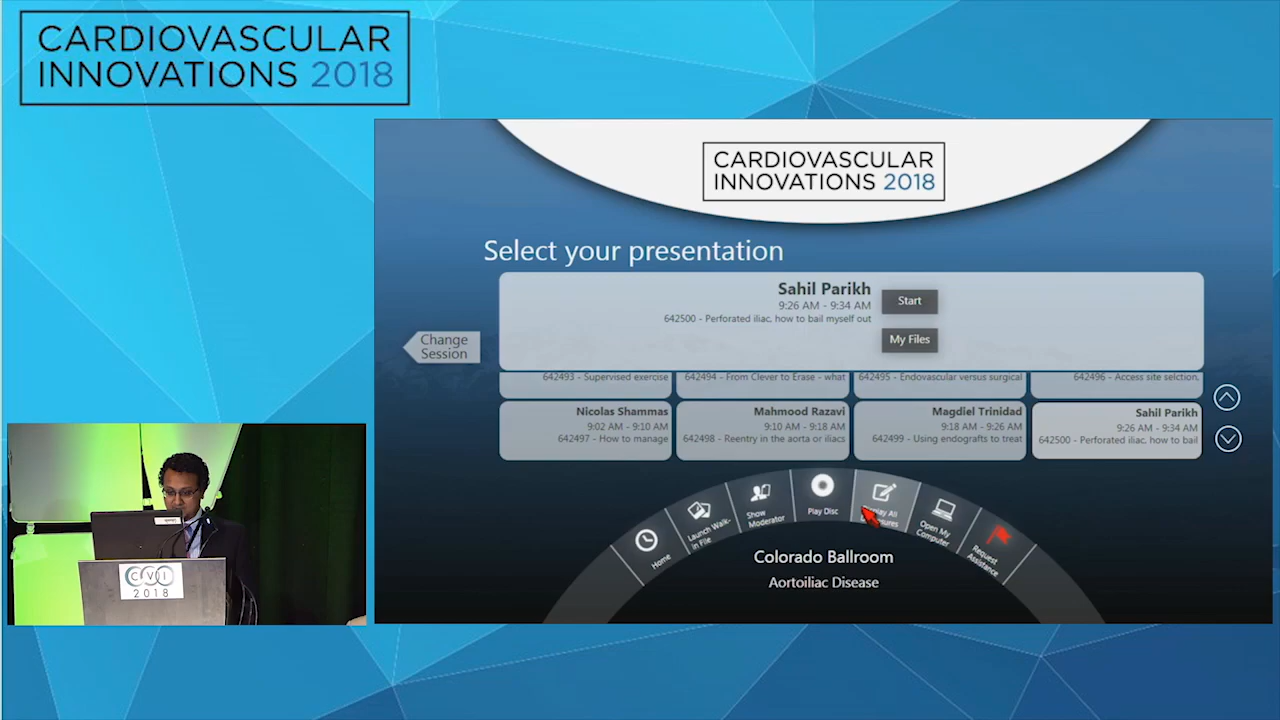 CARDIOVASCULAR
INNOVATIONS 2018
CARDIOVASCULAR
INNOVATIONS 2018
Select your presentation
Sahil Parikh
9:26 AM - 9:34 AM
642500 - Perforated iliac, how to bail myself out
Start
My Files
Change
Session
642493 - Supervised exercise
642494 - From Clever to Erase - what
642495 - Endovascular versus surgical
642496 - Access site selction,
Nicolas Shammas
9:02 AM - 9:10 AM
642497 - How to manage
Mahmood Razavi
9:10 AM - 9:18 AM
642498 - Reentry in the aorta or iliacs
Magdiel Trinidad
9:18 AM - 9:26 AM
642499 - Using endografts to treat
Sahil Parikh
9:26 AM - 9:34 AM
642500 - Perforated iliac, how to bail
Home
Launch Walk-
in File
Show
Moderator
Play Disc
All
Open My
Computer
Request
Assistance
Colorado Ballroom
Aortoiliac Disease
CVI
2018